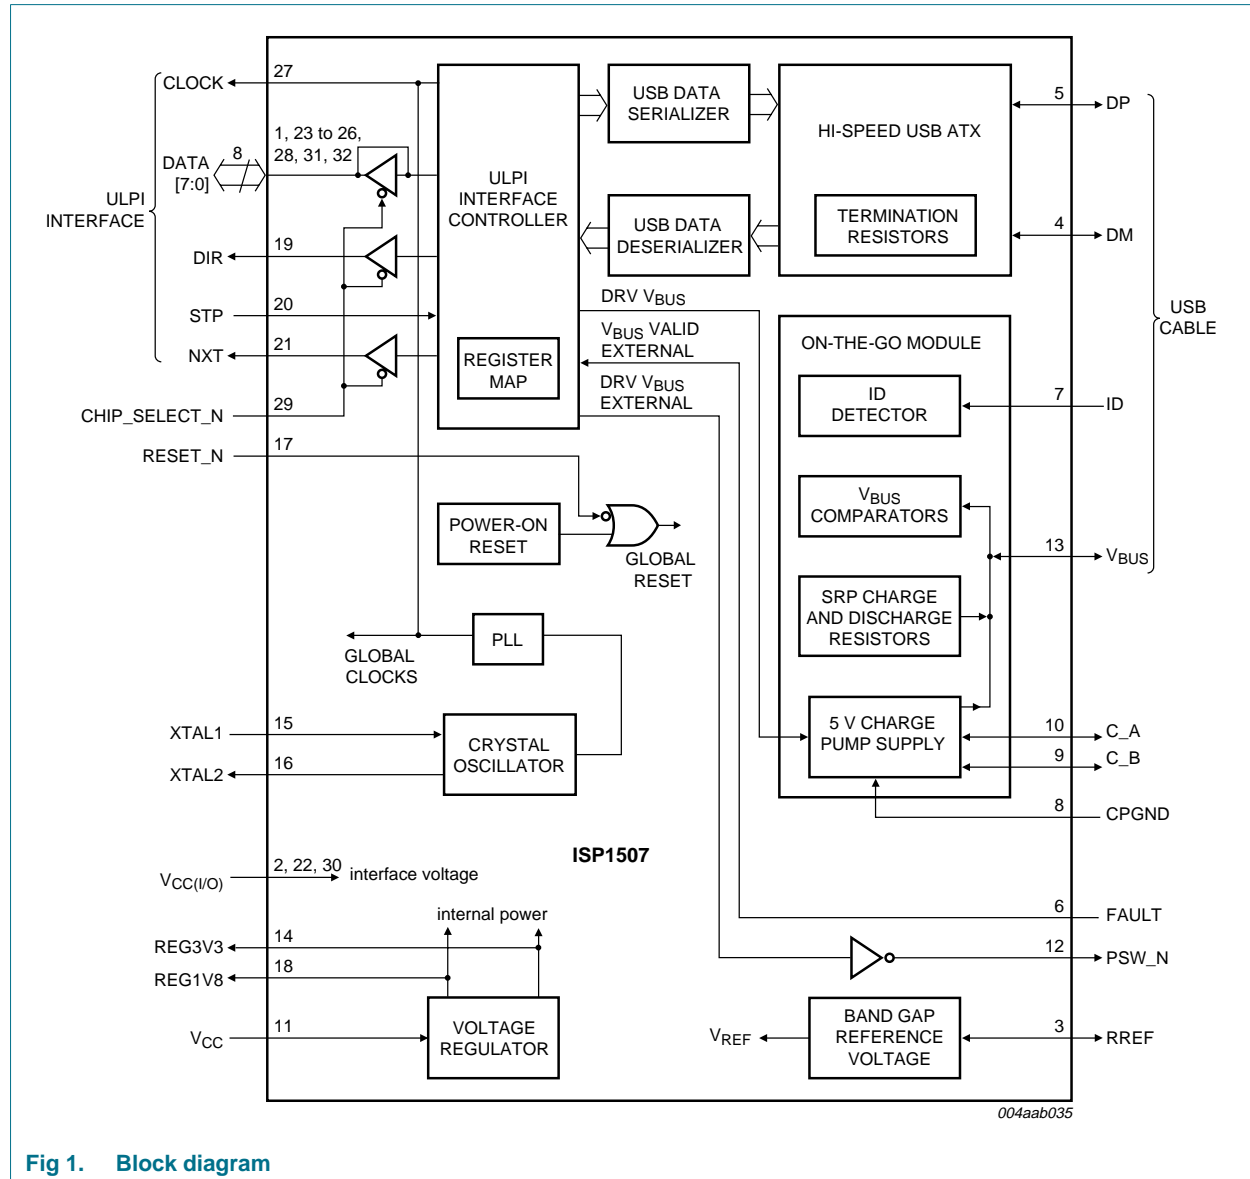 CLOCK
27
1, 23 to 26,
28, 31, 32
8
DATA
[7:0]
ULPI
INTERFACE
DIR
19
STP
20
NXT
21
CHIP_SELECT_N
29
RESET_N
17
ULPI
INTERFACE
CONTROLLER
REGISTER
MAP
USB DATA
SERIALIZER
USB DATA
DESERIALIZER
HI-SPEED USB ATX
TERMINATION
RESISTORS
5
DP
4
DM
USB
CABLE
DRV VBUS
VBUS VALID
EXTERNAL
DRV VBUS
EXTERNAL
ON-THE-GO MODULE
ID
DETECTOR
7
ID
VBUS
COMPARATORS
13
VBUS
SRP CHARGE
AND DISCHARGE
RESISTORS
5 V CHARGE
PUMP SUPPLY
10
C_A
9
C_B
8
CPGND
POWER-ON
RESET
GLOBAL
RESET
PLL
GLOBAL
CLOCKS
XTAL1
15
XTAL2
16
CRYSTAL
OSCILLATOR
ISP1507
VCC(I/O)
2, 22, 30
interface voltage
internal power
REG3V3
14
REG1V8
18
VCC
11
VOLTAGE
REGULATOR
6
FAULT
12
PSW_N
VREF
BAND GAP
REFERENCE
VOLTAGE
3
RREF
004aab035
Fig 1. Block diagram